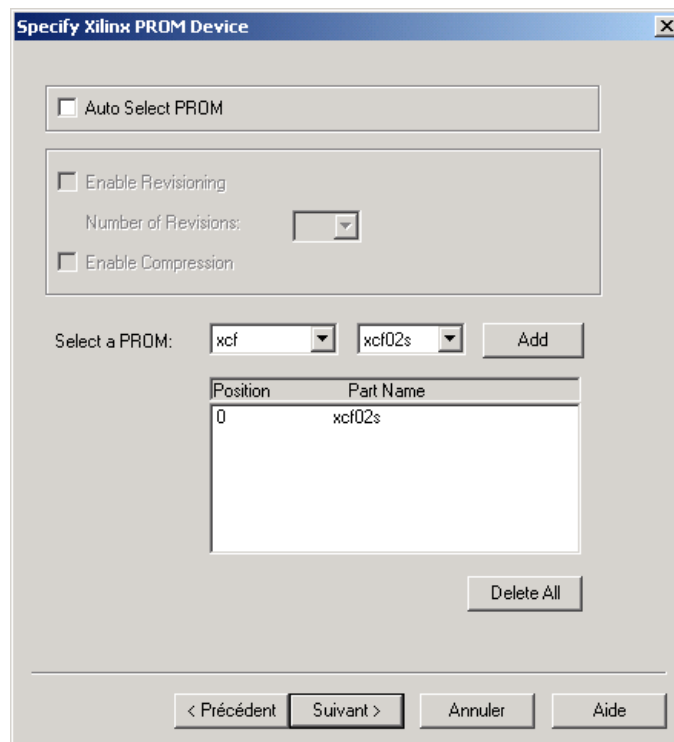 Specify Xilinx PROM Device
Auto Select PROM
Enable Revisioning
Number of Revisions:
Enable Compression
Select a PROM: xcf xcf02s Add
Position Part Name
0 xcf02s
Delete All
< Précédent Suivant > Annuler Aide